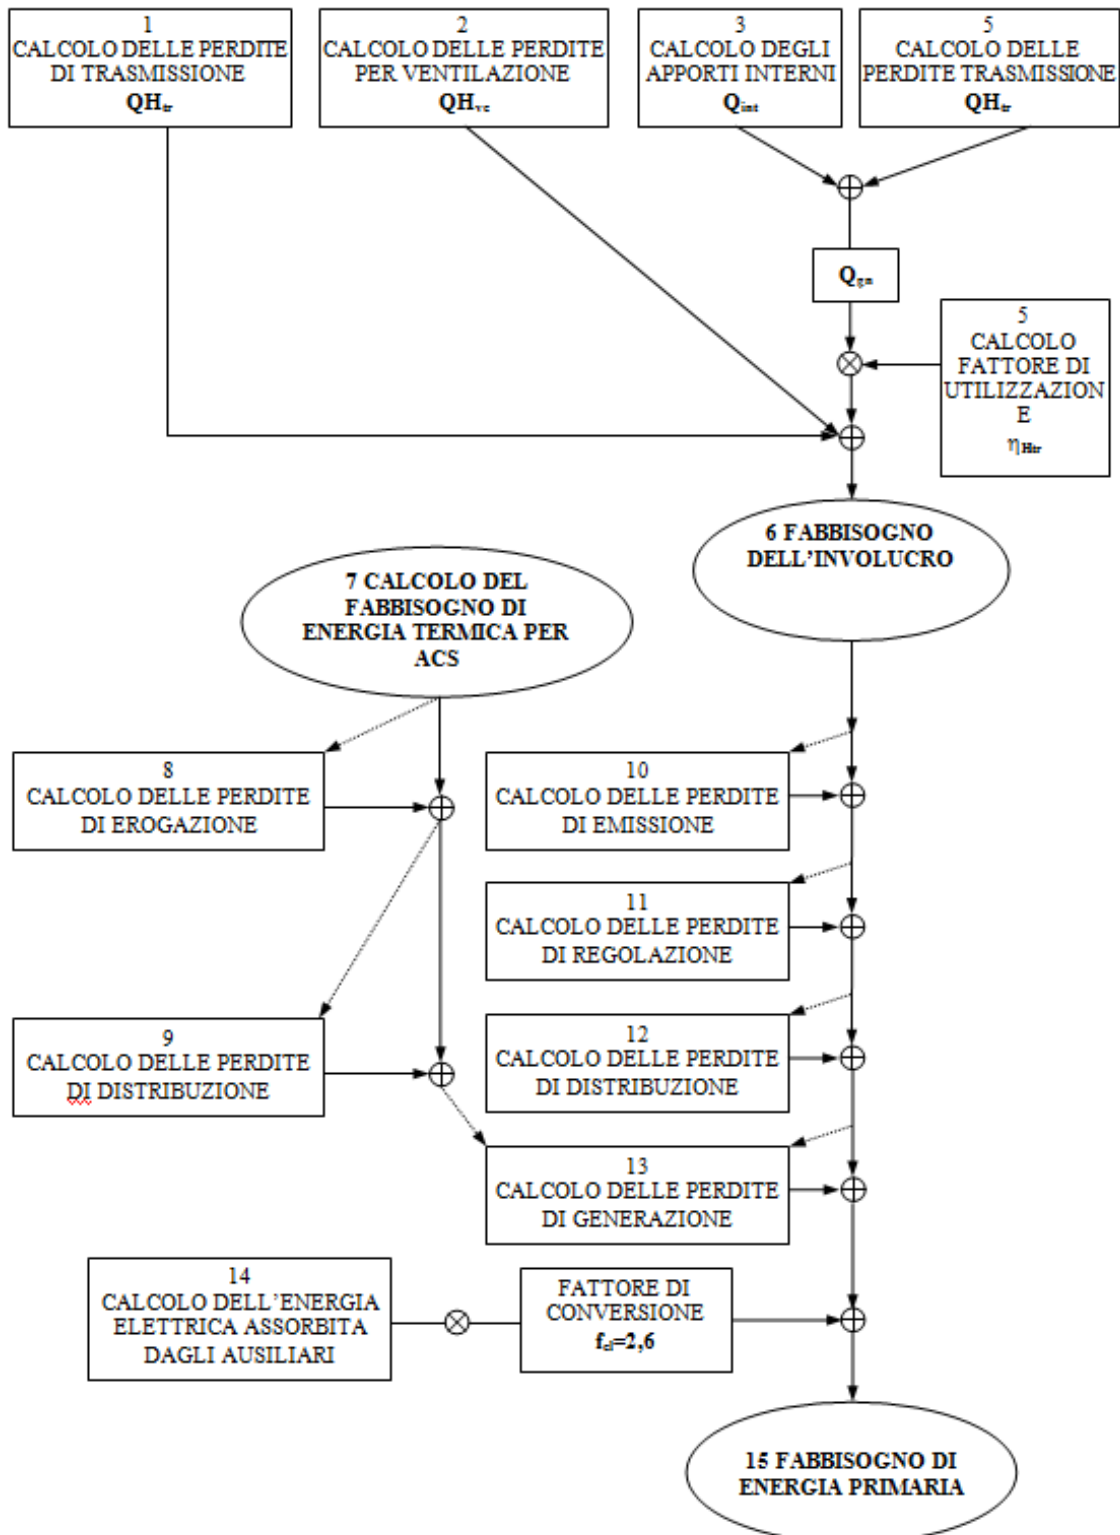 1
CALCOLO DELLE PERDITE
DI TRASMISSIONE
QHtr
2
CALCOLO DELLE PERDITE
PER VENTILAZIONE
QHve
3
CALCOLO DEGLI
APPORTI INTERNI
Qint
5
CALCOLO DELLE
PERDITE TRASMISSIONE
QHtr
Qgn
5
CALCOLO
FATTORE DI
UTILIZZAZION
E
ηHtr
6 FABBISOGNO
DELL’INVOLUCRO
7 CALCOLO DEL
FABBISOGNO DI
ENERGIA TERMICA PER
ACS
8
CALCOLO DELLE PERDITE
DI EROGAZIONE
10
CALCOLO DELLE PERDITE
DI EMISSIONE
11
CALCOLO DELLE PERDITE
DI REGOLAZIONE
9
CALCOLO DELLE PERDITE
DI DISTRIBUZIONE
12
CALCOLO DELLE PERDITE
DI DISTRIBUZIONE
13
CALCOLO DELLE PERDITE
DI GENERAZIONE
14
CALCOLO DELL’ENERGIA
ELETTRICA ASSORBITA
DAGLI AUSILIARI
FATTORE DI
CONVERSIONE
fel=2,6
15 FABBISOGNO DI
ENERGIA PRIMARIA